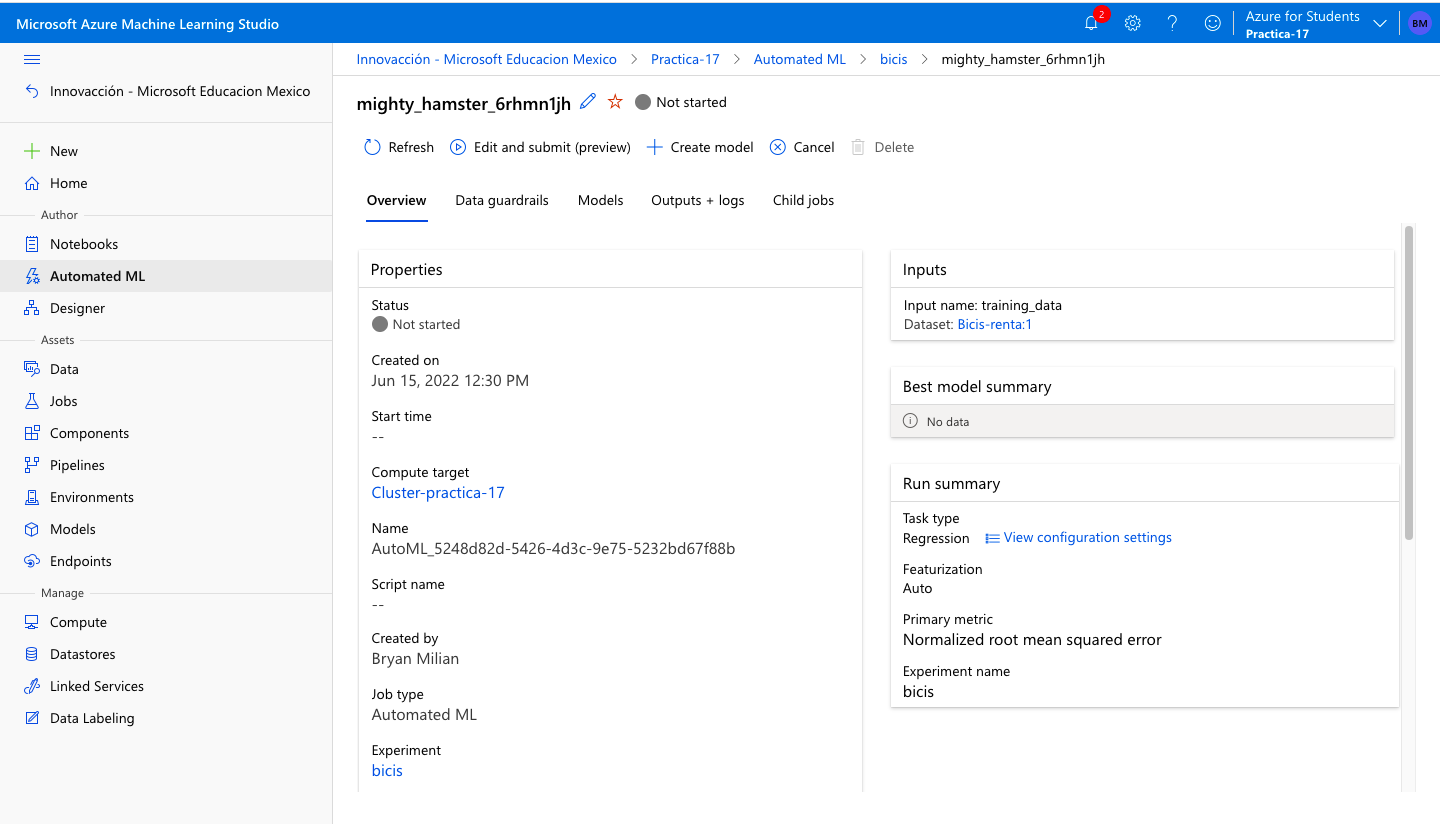 Microsoft Azure Machine Learning Studio
2
Azure for Students
Practica-17
BM
Innovacción - Microsoft Educacion Mexico
New
Home
Author
Notebooks
Automated ML
Designer
Assets
Data
Jobs
Components
Pipelines
Environments
Models
Endpoints
Manage
Compute
Datastores
Linked Services
Data Labeling
Innovacción - Microsoft Educacion Mexico > Practica-17 > Automated ML > bicis > mighty_hamster_6rhmn1jh
mighty_hamster_6rhmn1jh Not started
Refresh Edit and submit (preview) Create model Cancel Delete
Overview Data guardrails Models Outputs + logs Child jobs
Properties
Status
Not started
Created on
Jun 15, 2022 12:30 PM
Start time
--
Compute target
Cluster-practica-17
Name
AutoML_5248d82d-5426-4d3c-9e75-5232bd67f88b
Script name
--
Created by
Bryan Milian
Job type
Automated ML
Experiment
bicis
Inputs
Input name: training_data
Dataset: Bicis-renta:1
Best model summary
No data
Run summary
Task type
Regression View configuration settings
Featurization
Auto
Primary metric
Normalized root mean squared error
Experiment name
bicis